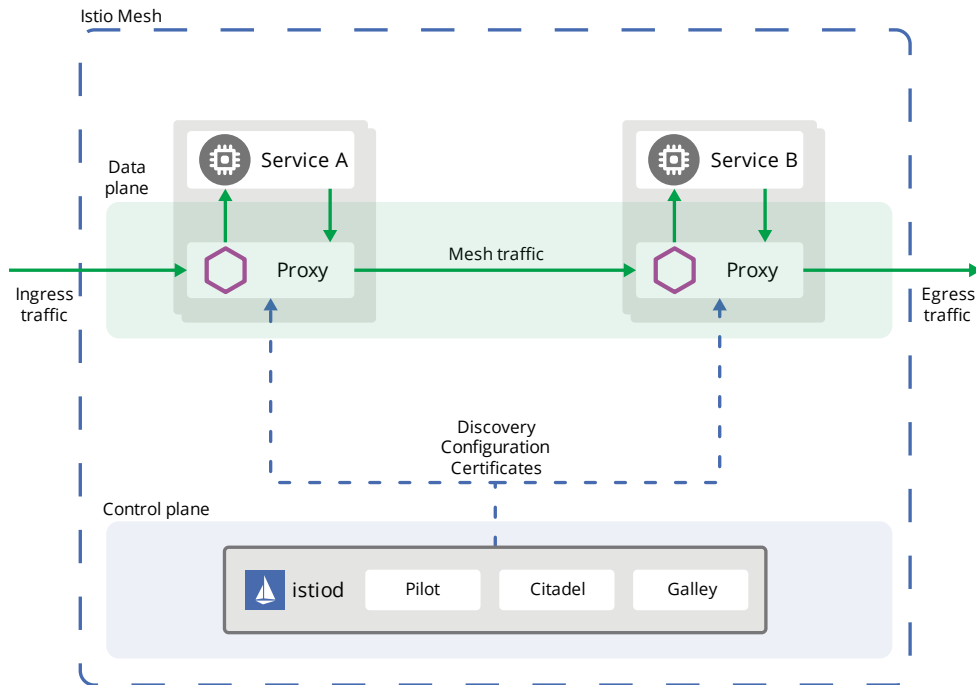 Istio Mesh
Service A
Service B
Data
plane
Mesh traffic
Proxy
Proxy
Ingress
traffic
Egress
traffic
Discovery
Configuration
Certificates
Control plane
istiod
Pilot
Citadel
Galley